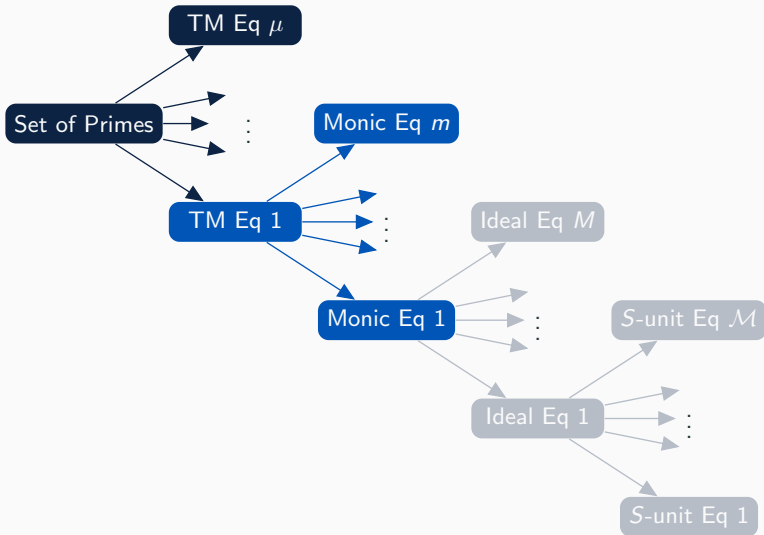 TM Eq μ
Set of Primes
⋮
Monic Eq m
TM Eq 1
⋮
Ideal Eq M
Monic Eq 1
⋮
S-unit Eq ℳ
Ideal Eq 1
⋮
S-unit Eq 1